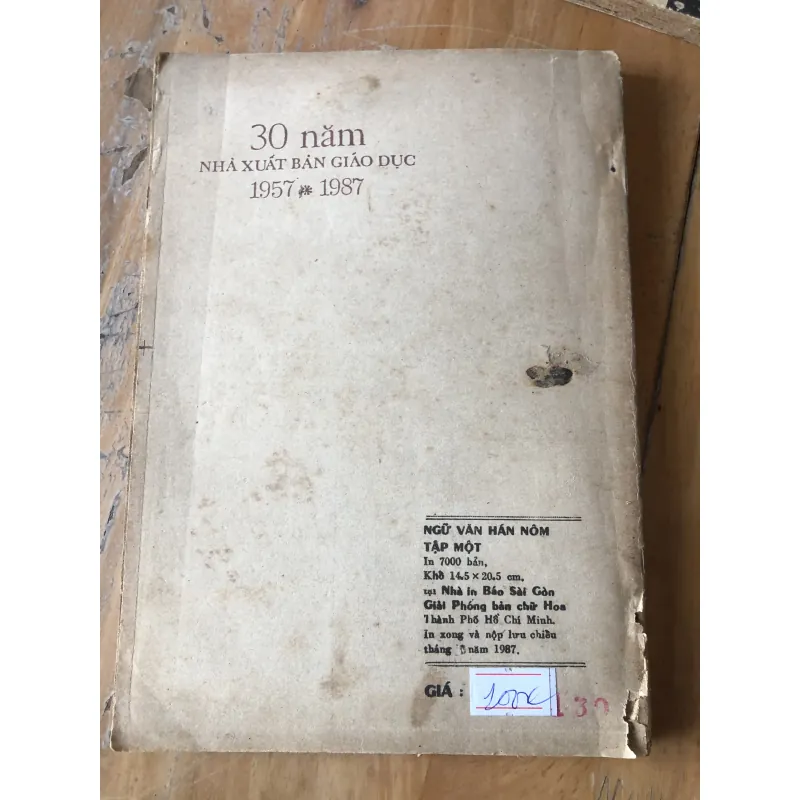 30 năm
NHÀ XUẤT BẢN GIÁO DỤC
1957 * 1987
NGỮ VĂN HÁN NÔM
TẬP MỘT
In 7000 bản,
Khổ 14.5 × 20.5 cm.
tại Nhà in Báo Sài Gòn
Giải Phóng bản chữ Hoa
Thành Phố Hồ Chí Minh.
In xong và nộp lưu chiểu
tháng năm 1987.
GIÁ :